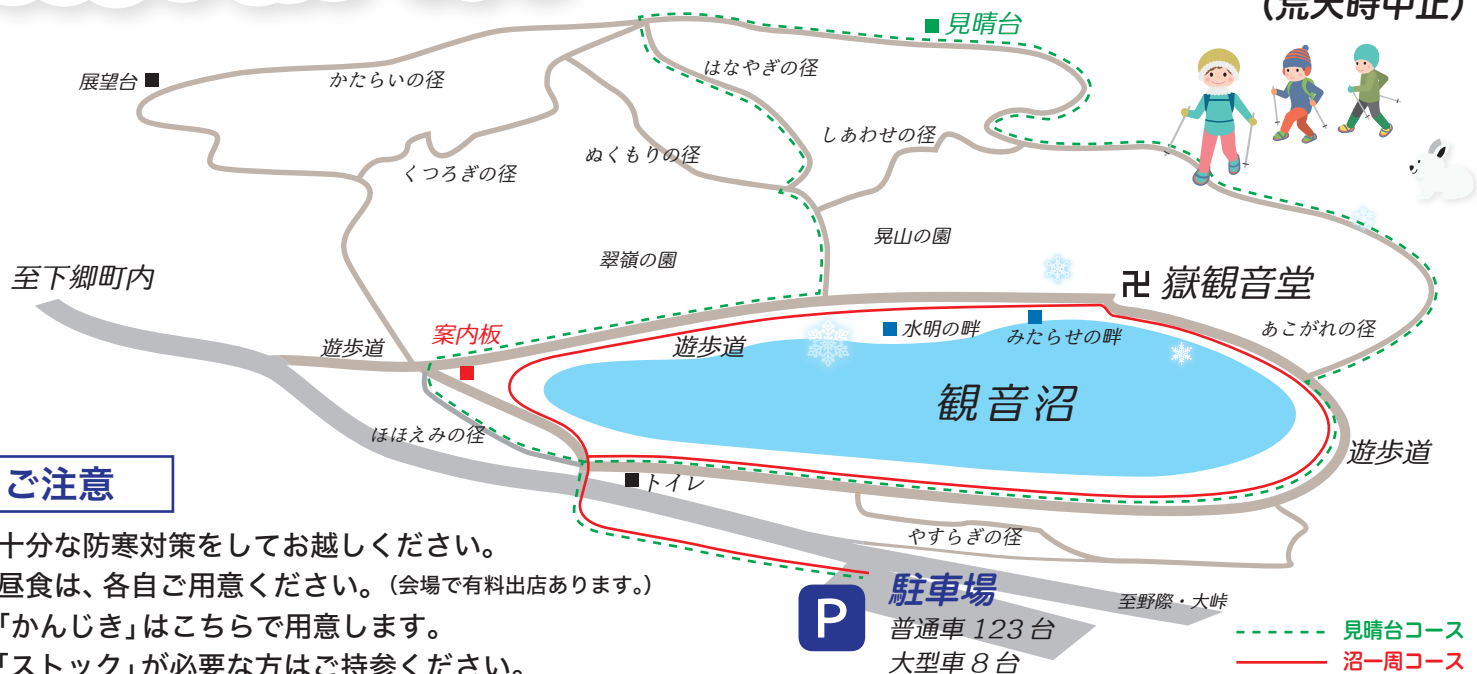 （荒天時中止）
見晴台
展望台
かたらいの径
はなやぎの径
しあわせの径
ぬくもりの径
くつろぎの径
晃山の園
翠嶺の園
至下郷町内
卍 嶽観音堂
案内板
遊歩道
遊歩道
水明の畔
みたらせの畔
あこがれの径
観音沼
ほほえみの径
遊歩道
トイレ
やすらぎの径
ご注意
十分な防寒対策をしてお越しください。
昼食は、各自ご用意ください。（会場で有料出店あります。）
「かんじき」はこちらで用意します。
「ストック」が必要な方はご持参ください。
P 駐車場
普通車 123 台
大型車 8 台
至野際・大峠
見晴台コース
沼一周コース